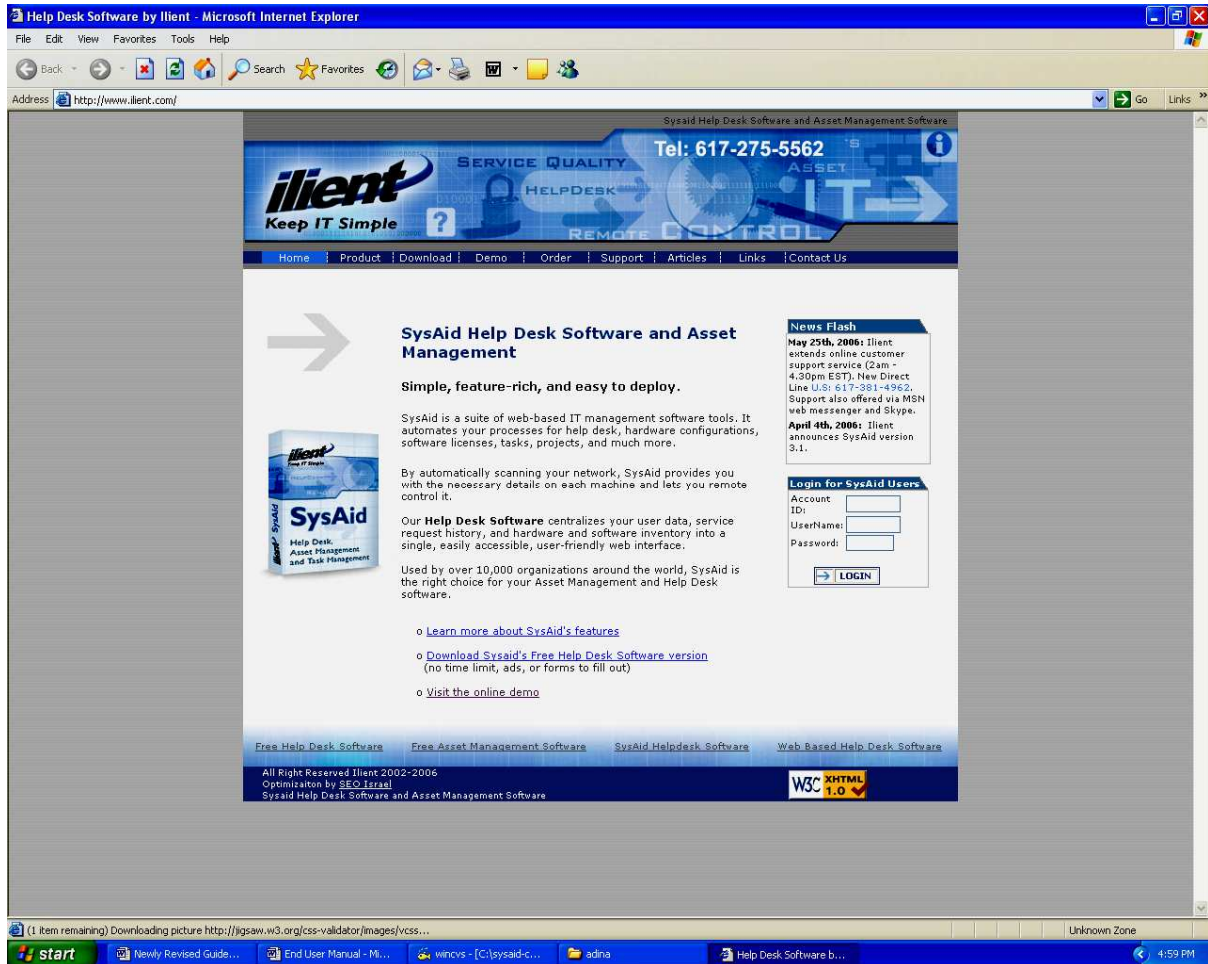 Help Desk Software by Ilient - Microsoft Internet Explorer
File Edit View Favorites Tools Help
Back Search Favorites
Address http://www.ilient.com/ Go Links »
Sysaid Help Desk Software and Asset Management Software
Tel: 617-275-5562
SERVICE QUALITY
ASSET
HELPDESK
IT
ilient
Keep IT Simple
?
REMOTE CONTROL
Home Product Download Demo Order Support Articles Links Contact Us
SysAid Help Desk Software and Asset
Management
Simple, feature-rich, and easy to deploy.
SysAid is a suite of web-based IT management software tools. It
automates your processes for help desk, hardware configurations,
software licenses, tasks, projects, and much more.
By automatically scanning your network, SysAid provides you
with the necessary details on each machine and lets you remote
control it.
Our Help Desk Software centralizes your user data, service
request history, and hardware and software inventory into a
single, easily accessible, user-friendly web interface.
Used by over 10,000 organizations around the world, SysAid is
the right choice for your Asset Management and Help Desk
software.
o Learn more about SysAid's features
o Download Sysaid's Free Help Desk Software version
(no time limit, ads, or forms to fill out)
o Visit the online demo
ilient
Keep IT Simple
SysAid
Help Desk,
Asset Management
and Task Management
ilient SysAid
News Flash
May 25th, 2006: Ilient
extends online customer
support service (2am -
4.30pm EST). New Direct
Line U.S: 617-381-4962.
Support also offered via MSN
web messenger and Skype.
April 4th, 2006: Ilient
announces SysAid version
3.1.
Login for SysAid Users
Account
ID:
UserName:
Password:
LOGIN
Free Help Desk Software Free Asset Management Software SysAid Helpdesk Software Web Based Help Desk Software
All Right Reserved Ilient 2002-2006
Optimizaiton by SEO Israel
Sysaid Help Desk Software and Asset Management Software
W3C XHTML 1.0
(1 item remaining) Downloading picture http://jigsaw.w3.org/css-validator/images/vcss... Unknown Zone
start Newly Revised Guide... End User Manual - Mi... wincvs - [C:\sysaid-c... adina Help Desk Software b... 4:59 PM